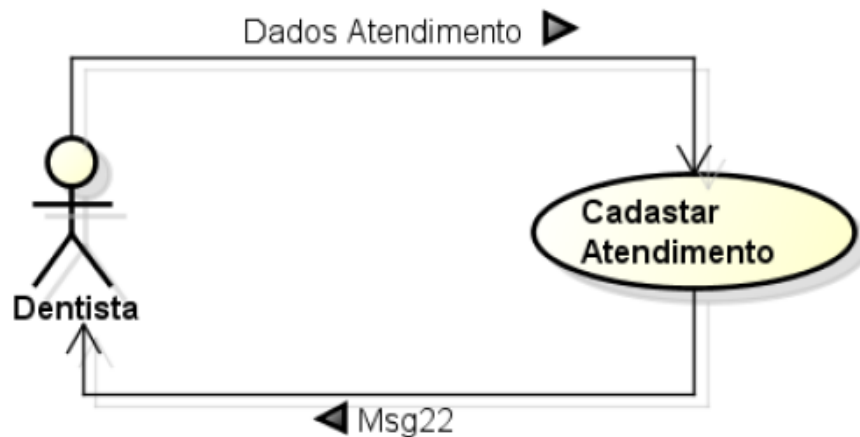 Dados Atendimento
Cadastar
Atendimento
Dentista
Msg22